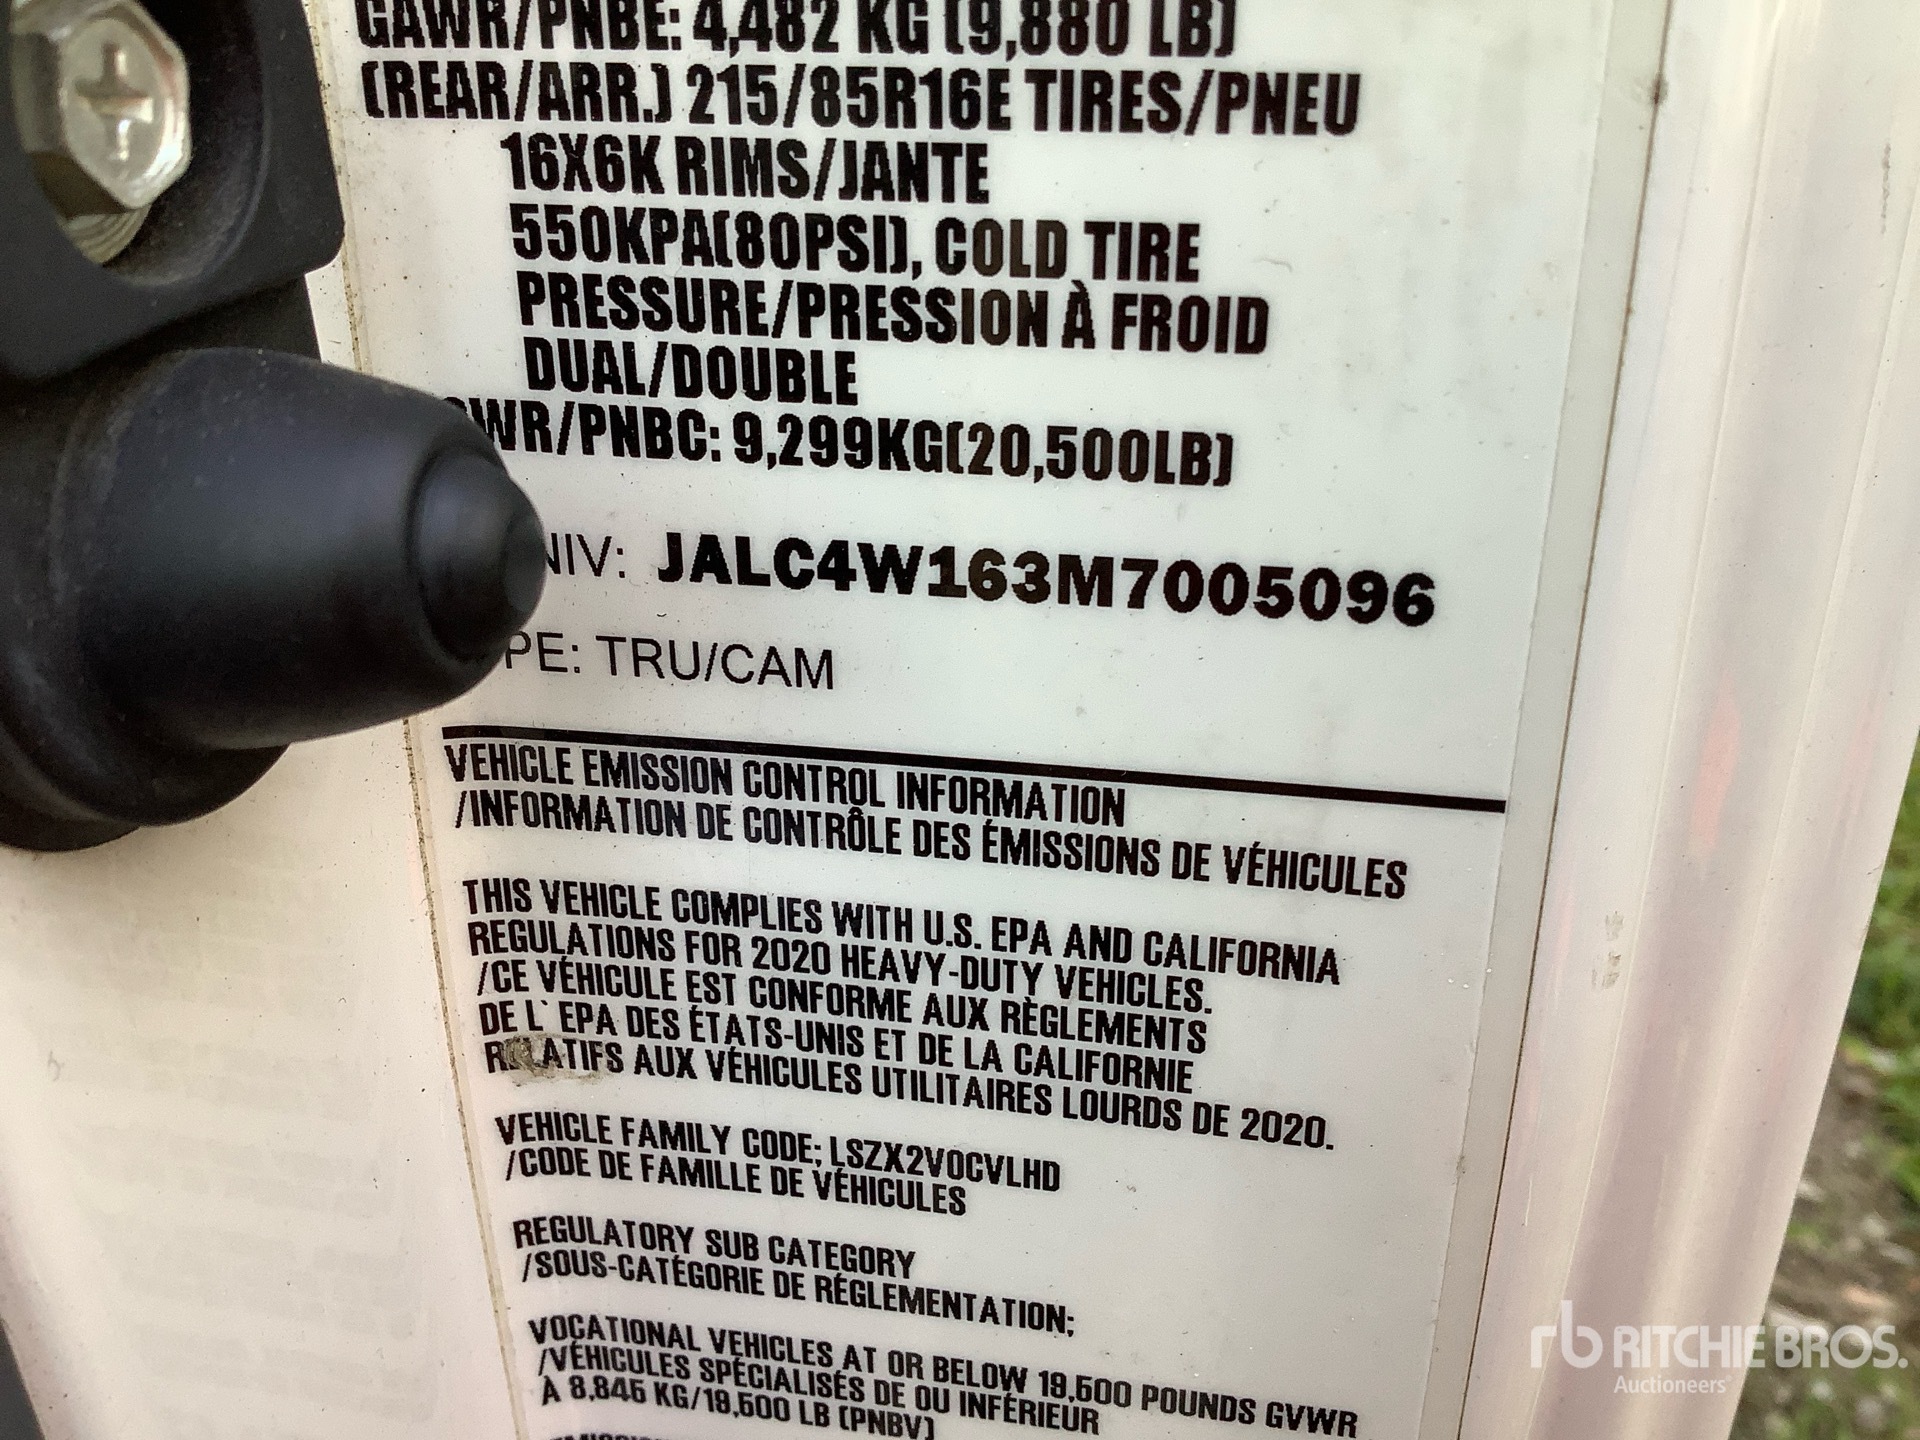 GAWR/PNBE: 4,482 KG (9,880 LB)
(REAR/ARR.) 215/85R16E TIRES/PNEU
16X6K RIMS/JANTE
550KPA(80PSI), COLD TIRE
PRESSURE/PRESSION À FROID
DUAL/DOUBLE
WR/PNBC: 9,299KG(20,500LB)
NIV: JALC4W163M7005096
PE: TRU/CAM
VEHICLE EMISSION CONTROL INFORMATION
/INFORMATION DE CONTRÔLE DES ÉMISSIONS DE VÉHICULES
THIS VEHICLE COMPLIES WITH U.S. EPA AND CALIFORNIA
REGULATIONS FOR 2020 HEAVY-DUTY VEHICLES.
/CE VÉHICULE EST CONFORME AUX RÈGLEMENTS
DE L`EPA DES ÉTATS-UNIS ET DE LA CALIFORNIE
RELATIFS AUX VÉHICULES UTILITAIRES LOURDS DE 2020.
VEHICLE FAMILY CODE; LSZX2VOCVLHD
/CODE DE FAMILLE DE VÉHICULES
REGULATORY SUB CATEGORY
/SOUS-CATÉGORIE DE RÉGLEMENTATION;
VOCATIONAL VEHICLES AT OR BELOW 19,500 POUNDS GVWR
/VÉHICULES SPÉCIALISÉS DE OU INFÉRIEUR
À 8,845 KG/19,500 LB (PNBV)
rb RITCHIE BROS.
Auctioneers